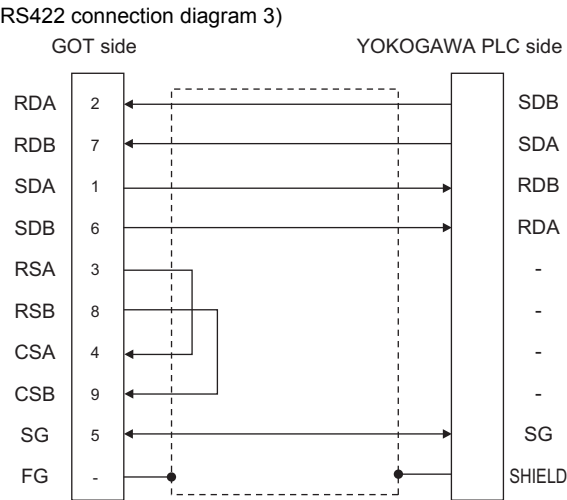 RS422 connection diagram 3)
GOT side YOKOGAWA PLC side
RDA 2 SDB
RDB 7 SDA
SDA 1 RDB
SDB 6 RDA
RSA 3 -
RSB 8 -
CSA 4 -
CSB 9 -
SG 5 SG
FG - SHIELD